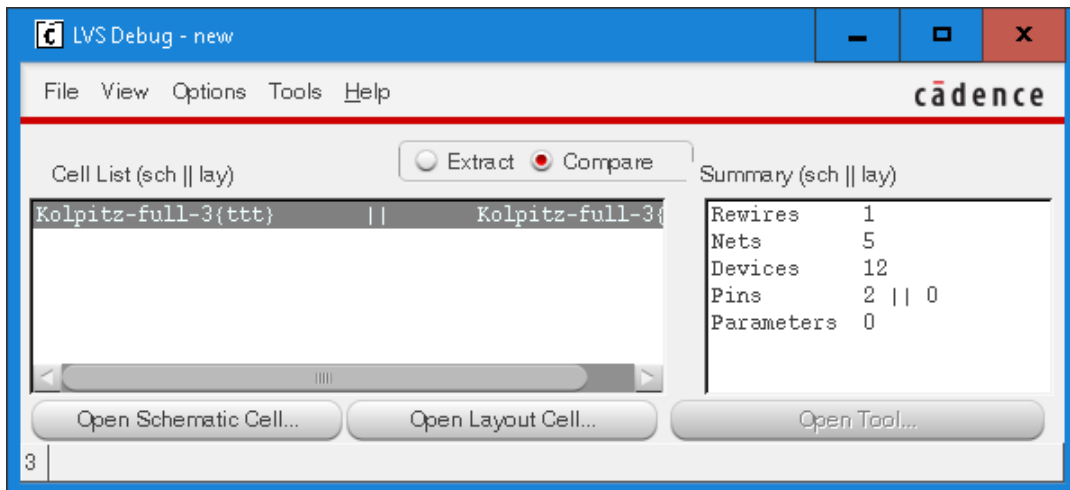 LVS Debug - new
File View Options Tools Help
cādence
Extract Compare
Cell List (sch || lay)
Summary (sch || lay)
Kolpitz-full-3{ttt} || Kolpitz-full-3{
Rewires 1
Nets 5
Devices 12
Pins 2 || 0
Parameters 0
Open Schematic Cell...
Open Layout Cell...
Open Tool...
3